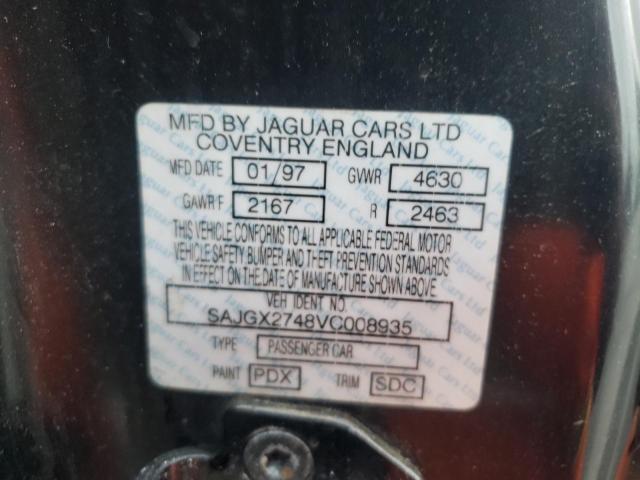 MFD BY JAGUAR CARS LTD
COVENTRY ENGLAND
MFD DATE 01/97 GVWR 4630
GAWR F 2167 R 2463
THIS VEHICLE CONFORMS TO ALL APPLICABLE FEDERAL MOTOR
VEHICLE SAFETY BUMPER AND THEFT PREVENTION STANDARDS
IN EFFECT ON THE DATE OF MANUFACTURE SHOWN ABOVE.
VEH IDENT NO.
SAJGX2748VC008935
TYPE PASSENGER CAR
PAINT PDX TRIM SDC